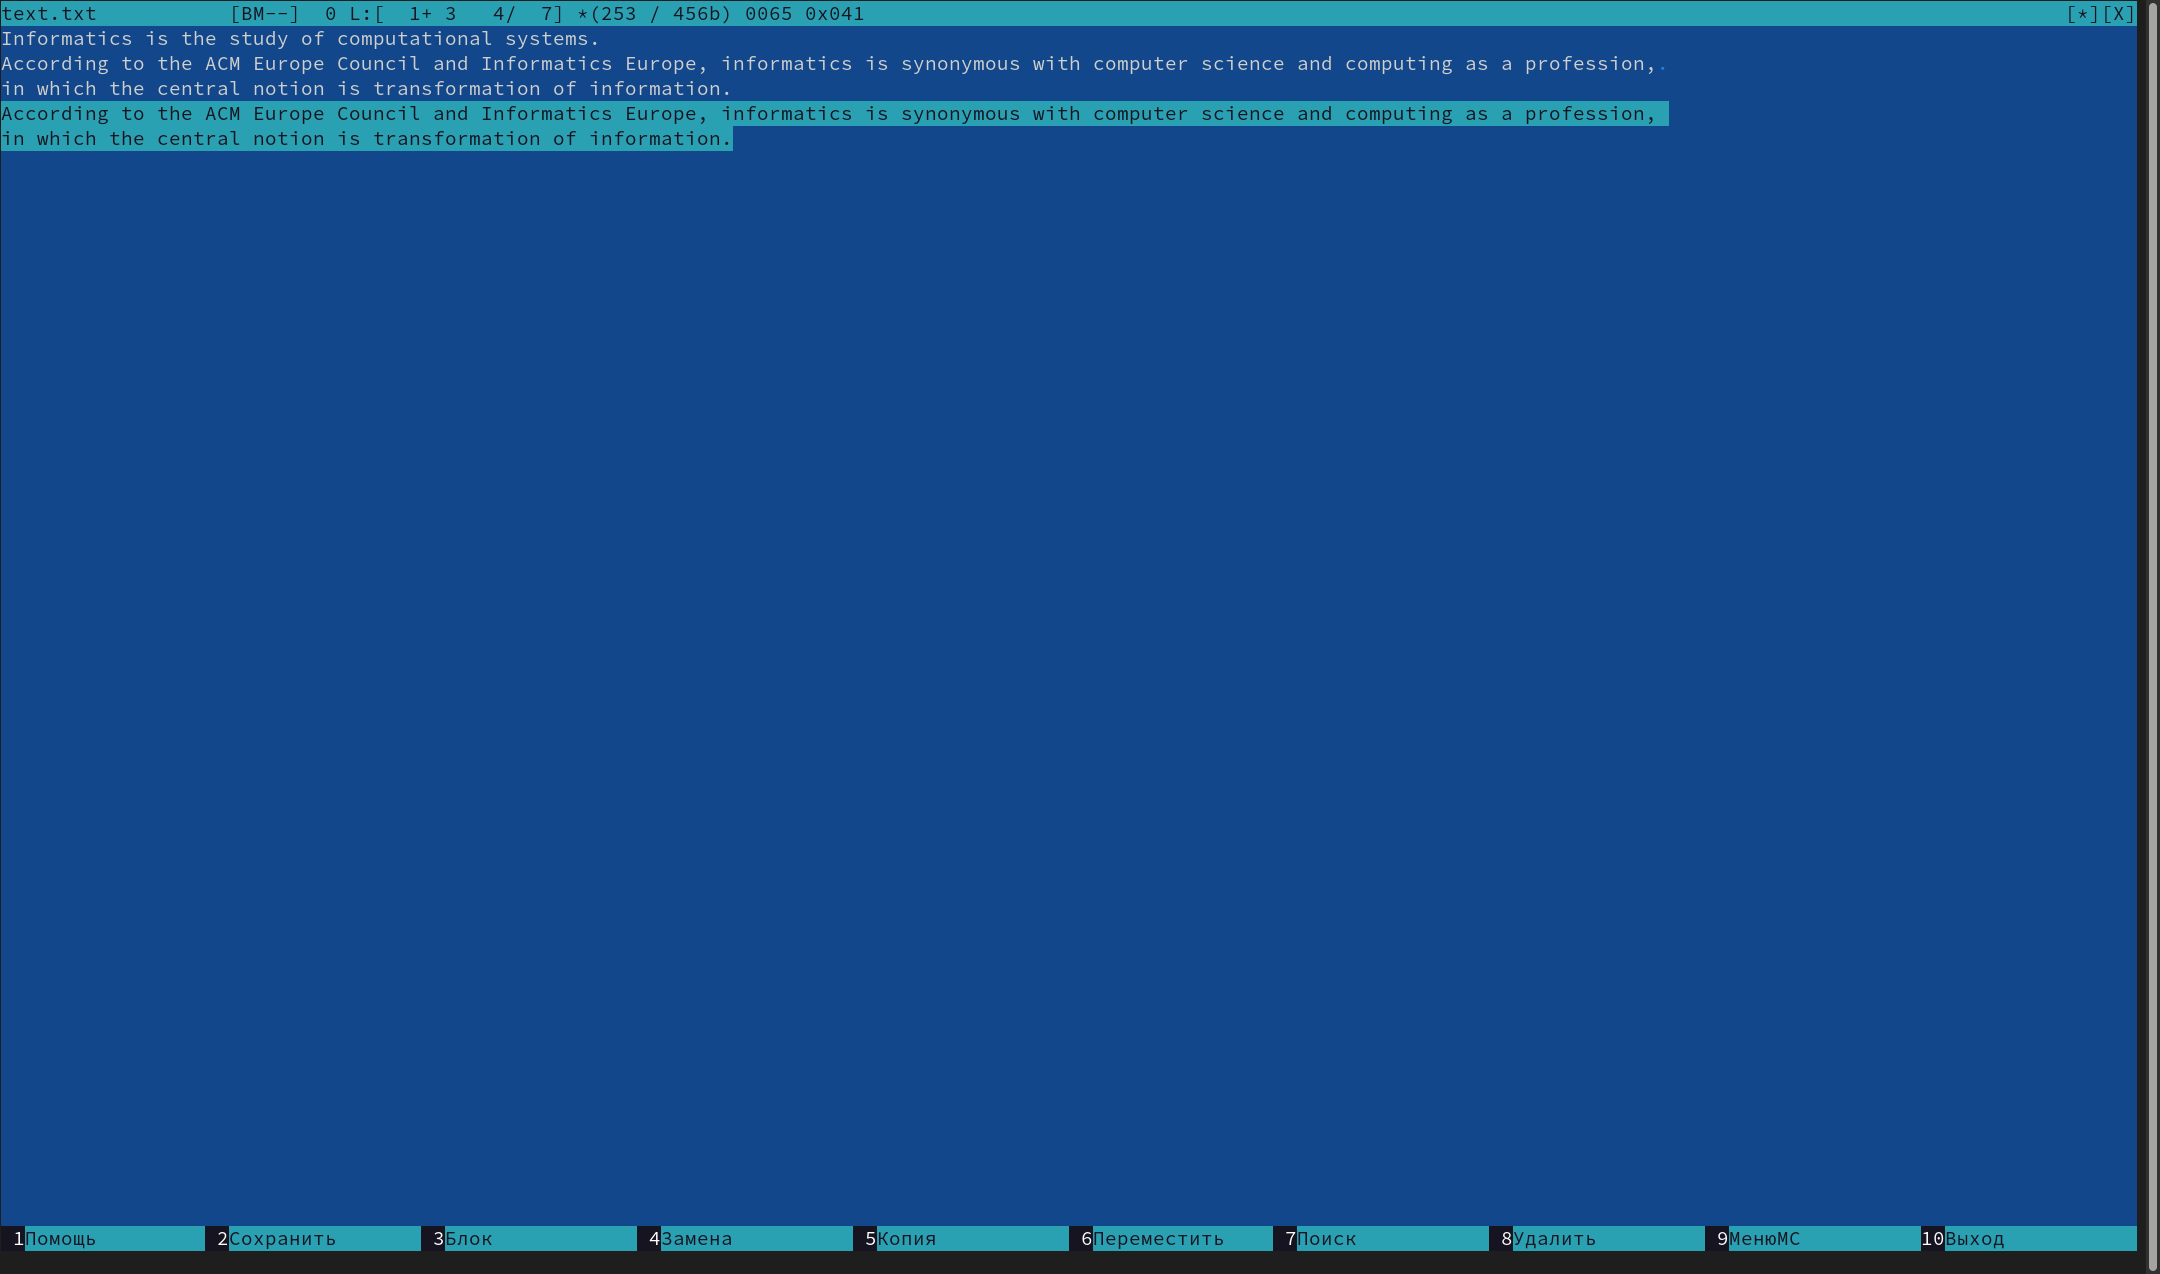 text.txt [BM--] 0 L:[ 1+ 3 4/ 7] *(253 / 456b) 0065 0x041 [*][X]
Informatics is the study of computational systems.
According to the ACM Europe Council and Informatics Europe, informatics is synonymous with computer science and computing as a profession,.
in which the central notion is transformation of information.
According to the ACM Europe Council and Informatics Europe, informatics is synonymous with computer science and computing as a profession,
in which the central notion is transformation of information.
1Помощь 2Сохранить 3Блок 4Замена 5Копия 6Переместить 7Поиск 8Удалить 9МенюMC 10Выход